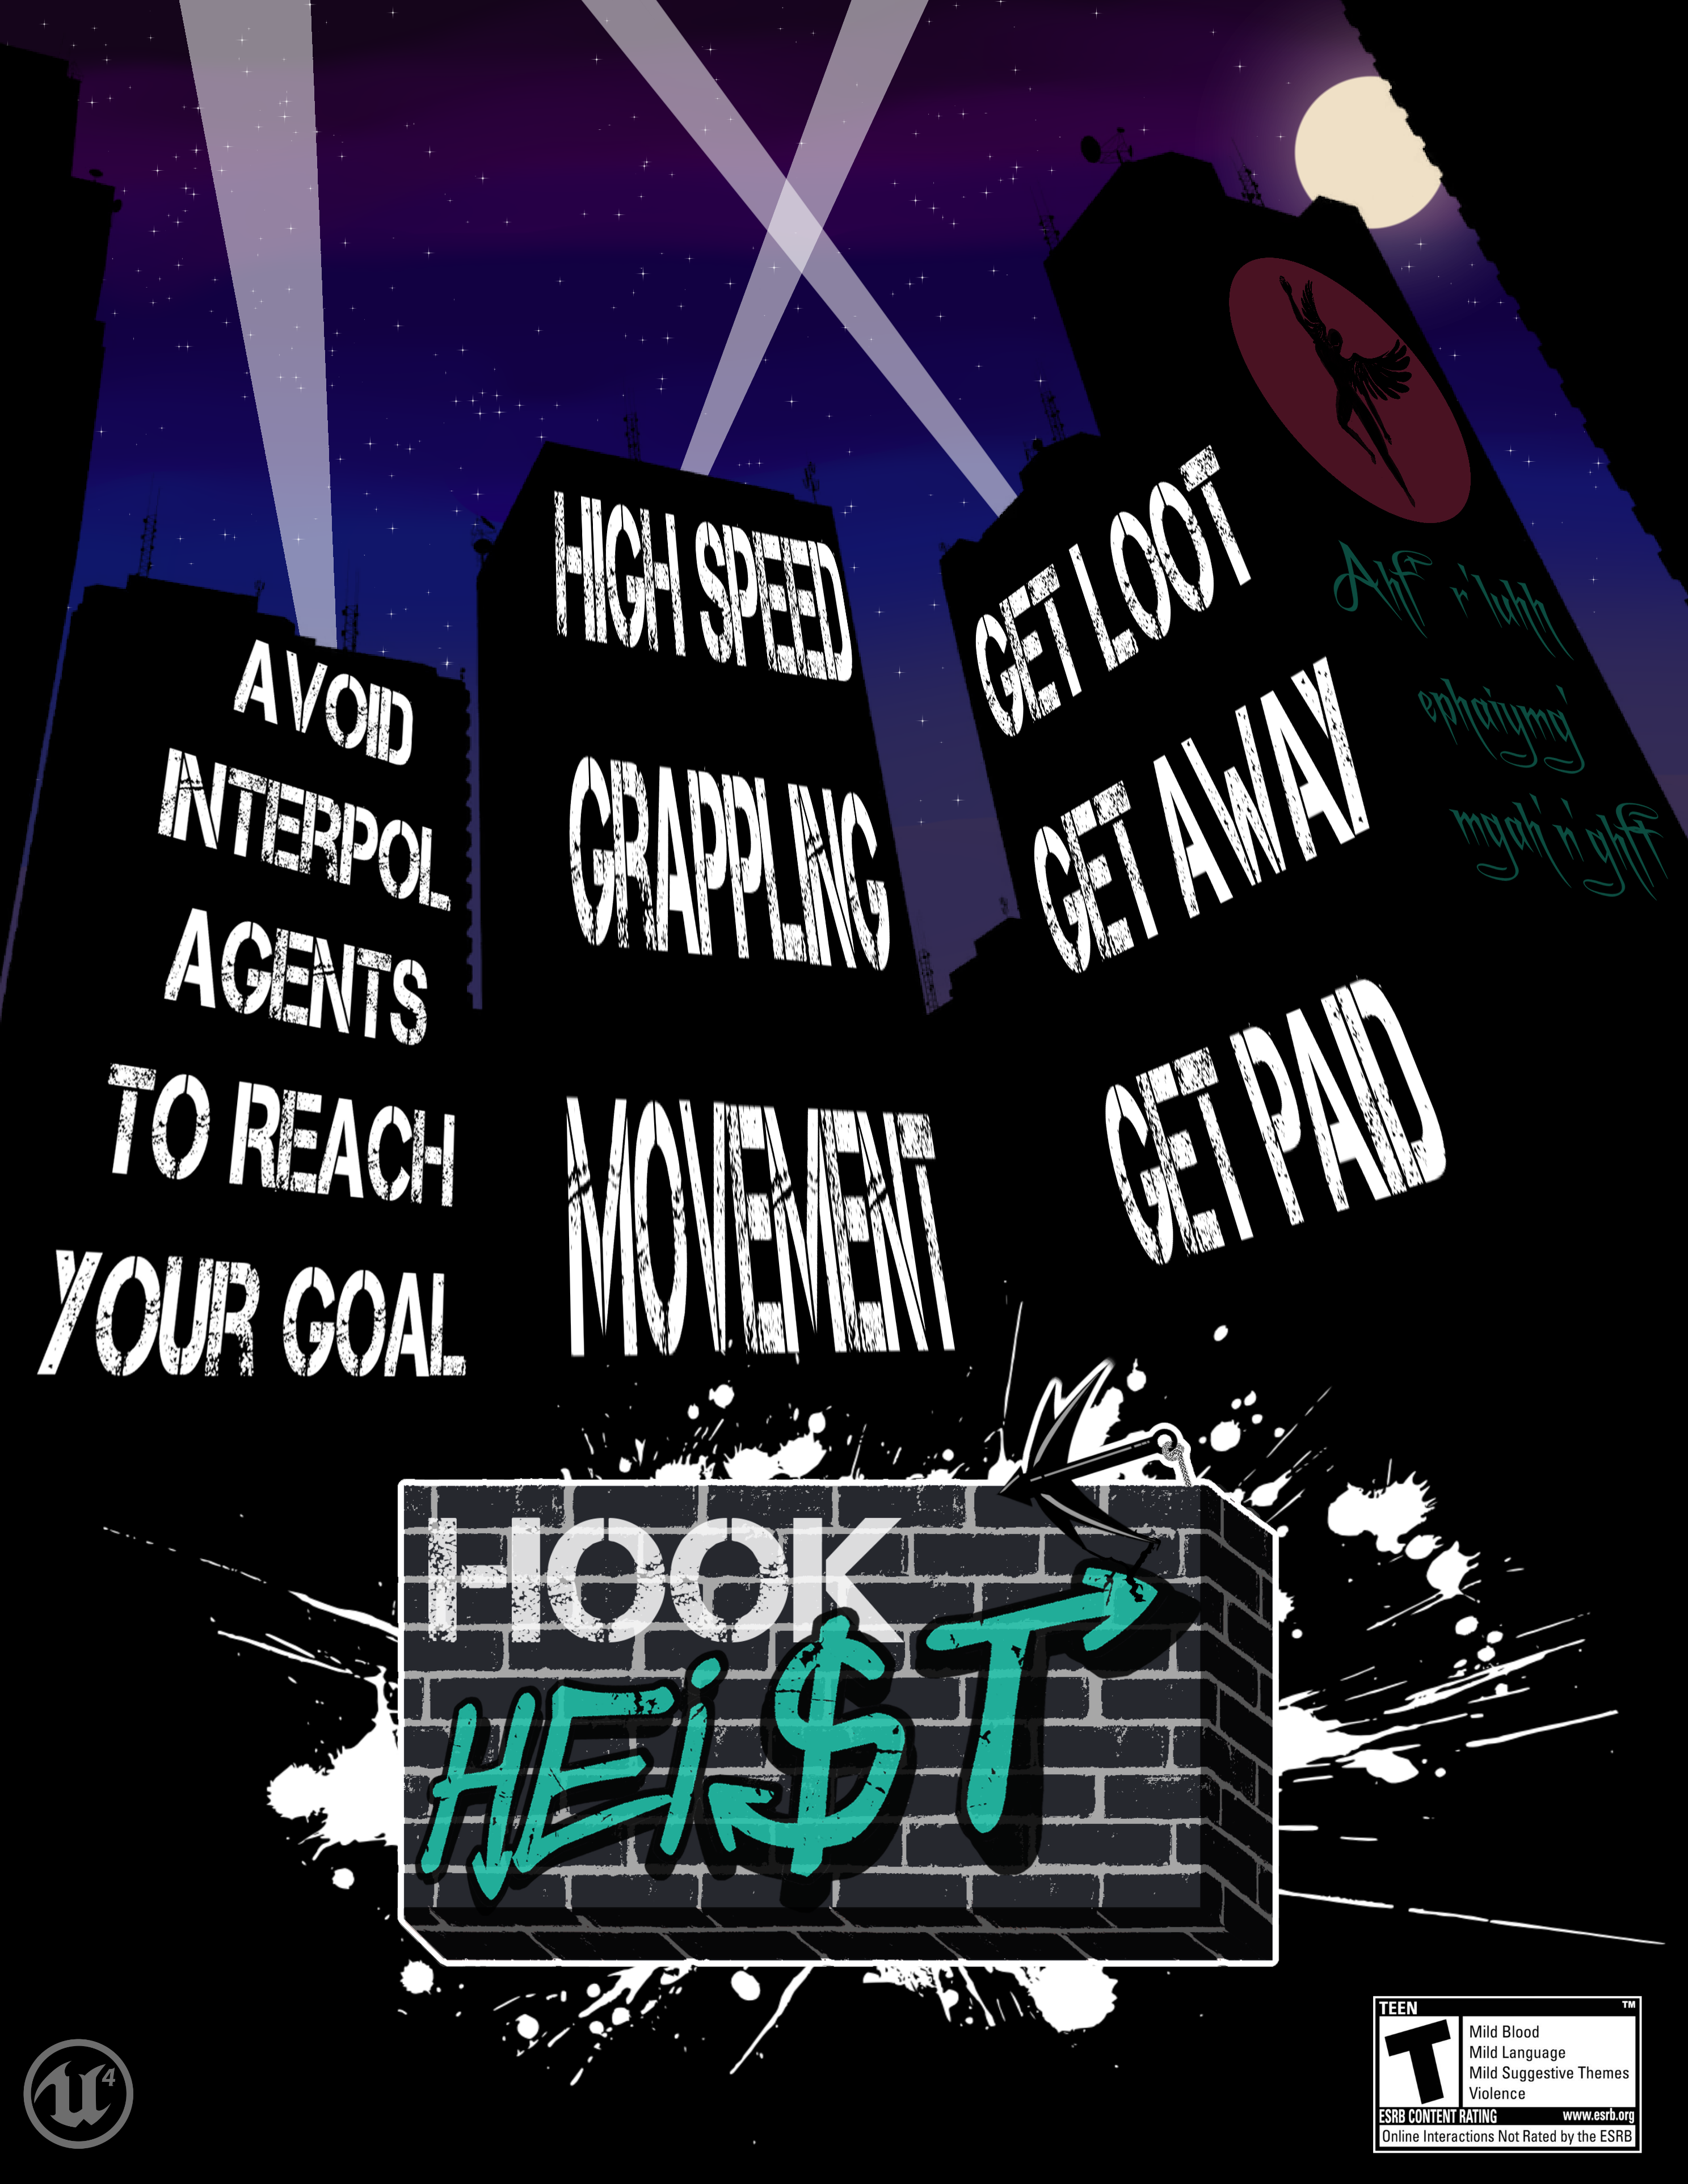 AVOID
INTERPOL
AGENTS
TO REACH
YOUR GOAL
HIGH SPEED
GRAPPLING
MOVEMENT
GET LOOT
GET AWAY
GET PAID
Ahf r'luhh
ephaiymg
mgah'n'ghft
HOOK
HEi$T
U4
TEEN TM
T
Mild Blood
Mild Language
Mild Suggestive Themes
Violence
ESRB CONTENT RATING www.esrb.org
Online Interactions Not Rated by the ESRB